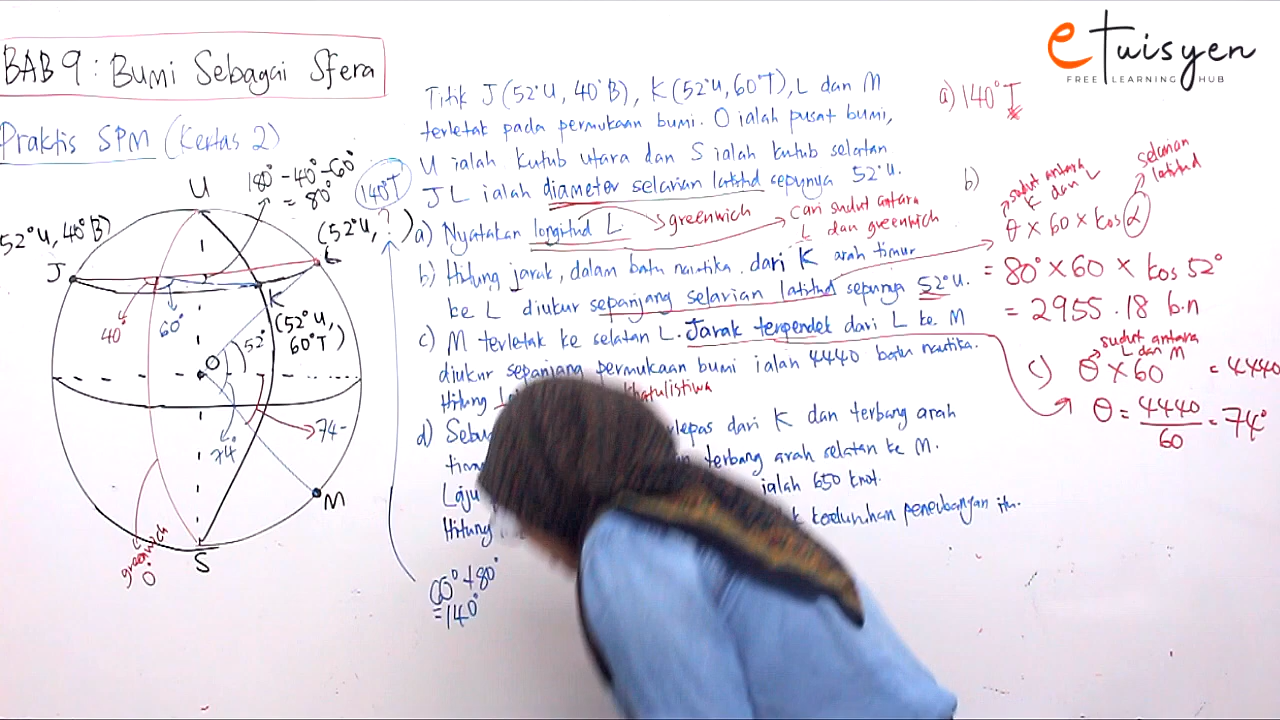 BAB 9 : Bumi Sebagai Sfera
Praktis SPM (Kertas 2)
eTuisyen
FREE LEARNING HUB
Titik J (52°U, 40°B), K (52°U, 60°T), L dan M
terletak pada permukaan bumi. O ialah pusat bumi,
U ialah kutub utara dan S ialah kutub selatan
JL ialah diameter selarian latitud sepunya 52°U.
a) Nyatakan longitud L.
greenwich
cari sudut antara
L dan greenwich
b) Hitung jarak, dalam batu nautika, dari K arah timur
ke L diukur sepanjang selarian latitud sepunya 52°U.
c) M terletak ke selatan L. Jarak terpendek dari L ke M
diukur sepanjang permukaan bumi ialah 4440 batu nautika.
Hitung
khatulistiwa
d)
lepas dari K dan terbang arah
terbang arah selatan ke M.
Laju
ialah 650 knot.
Hitung
keseluruhan penerbangan itu.
60° + 80°
= 140°
U
180° - 40° - 60°
= 80°
140°T
52°U, 40°B)
(52°U, ?)
J
L
K
(52°U,
60°T)
40°
60°
52°
O
74°
74-
M
S
greenwich
0°
a) 140°T
b)
sudut antara
K dan L
selarian
latitud
θ × 60 × kos α
= 80° × 60 × kos 52°
= 2955.18 b.n
c)
sudut antara
L dan M
θ × 60 = 4440
θ = 4440/60 = 74°